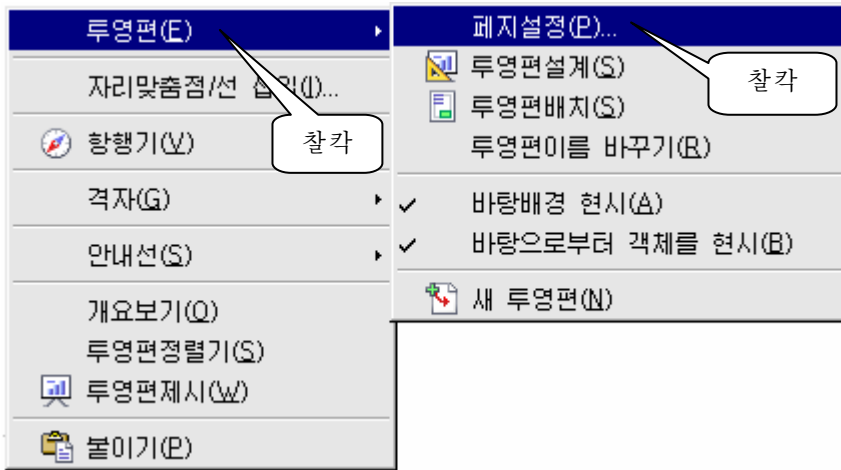 투영편(E)
자리맞춤점/선 삽입(I)...
항행기(V)
찰칵
격자(G)
안내선(S)
개요보기(O)
투영편정렬기(S)
투영편제시(W)
붙이기(P)
페지설정(P)...
투영편설계(S)
찰칵
투영편배치(S)
투영편이름 바꾸기(R)
바탕배경 현시(A)
바탕으로부터 객체를 현시(B)
새 투영편(N)